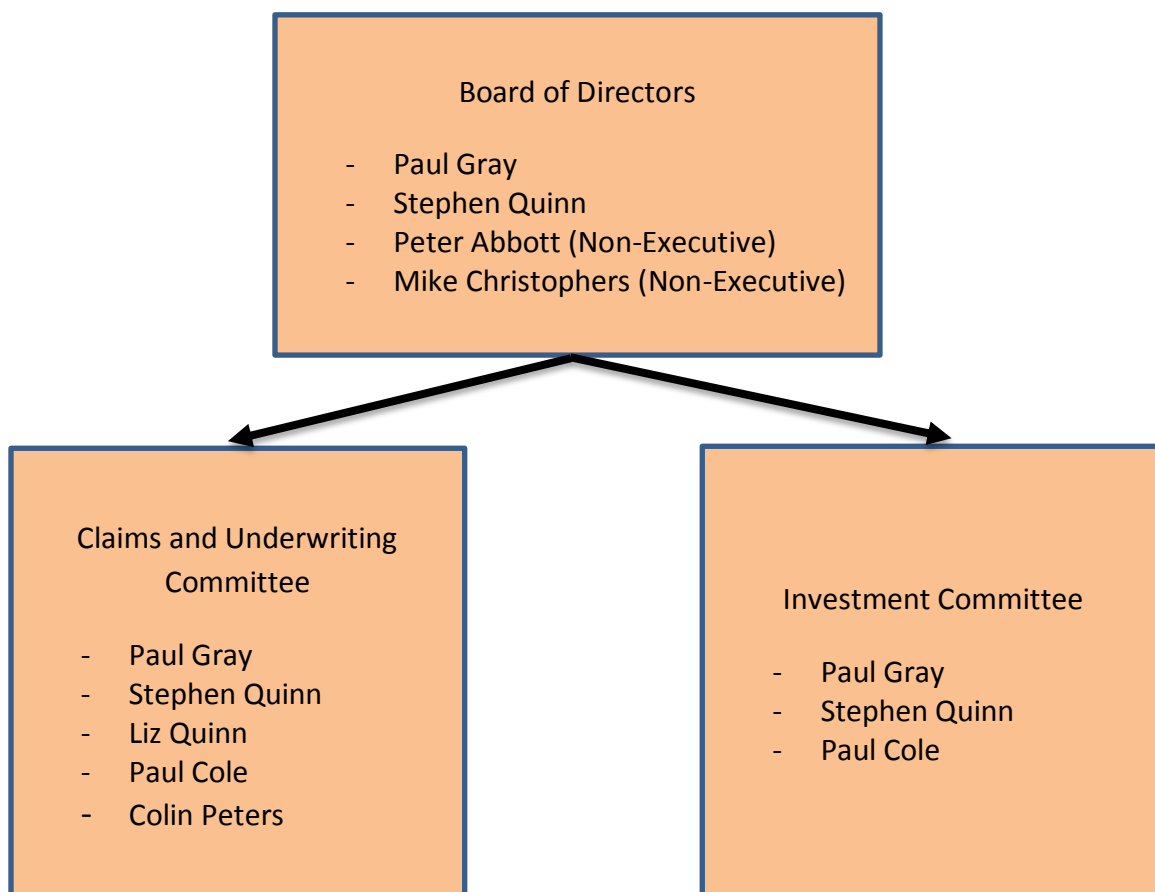 Board of Directors
- Paul Gray
- Stephen Quinn
- Peter Abbott (Non-Executive)
- Mike Christophers (Non-Executive)
Claims and Underwriting
Committee
- Paul Gray
- Stephen Quinn
- Liz Quinn
- Paul Cole
- Colin Peters
Investment Committee
- Paul Gray
- Stephen Quinn
- Paul Cole